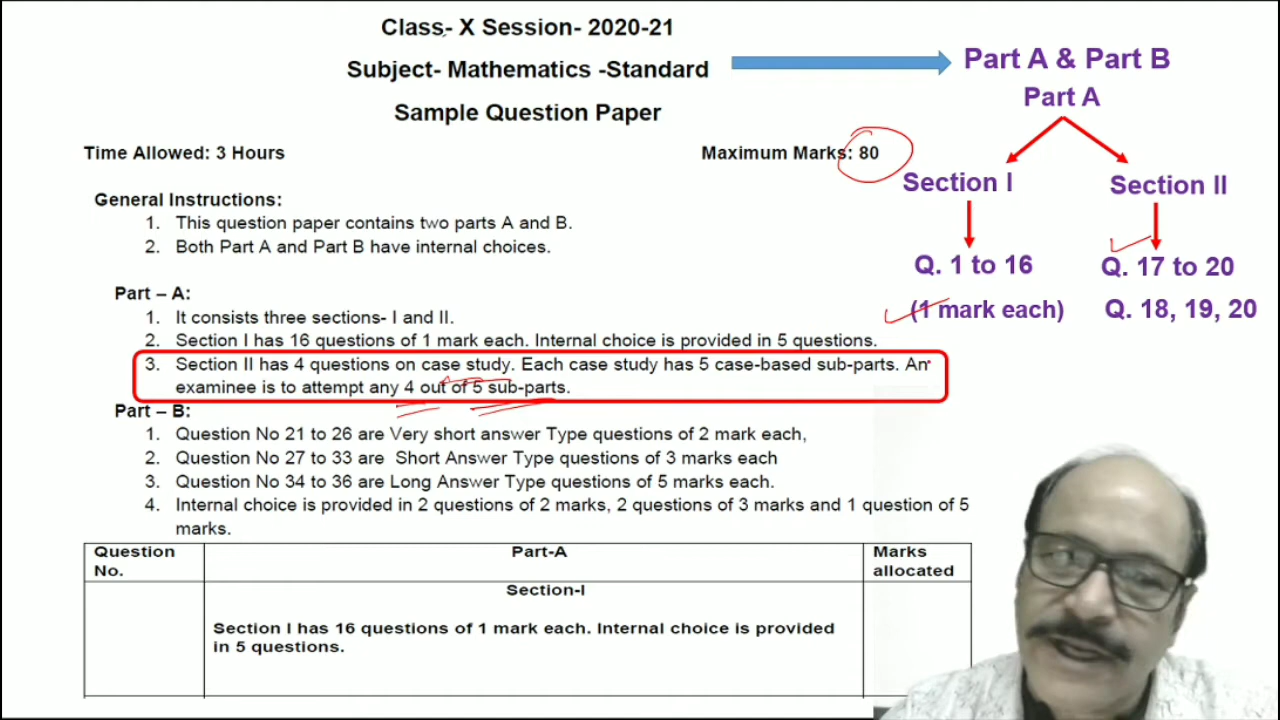 Class- X Session- 2020-21
Subject- Mathematics -Standard
Sample Question Paper
Time Allowed: 3 Hours
Maximum Marks: 80
General Instructions:
1. This question paper contains two parts A and B.
2. Both Part A and Part B have internal choices.
Part – A:
1. It consists three sections- I and II.
2. Section I has 16 questions of 1 mark each. Internal choice is provided in 5 questions.
3. Section II has 4 questions on case study. Each case study has 5 case-based sub-parts. An
examinee is to attempt any 4 out of 5 sub-parts.
Part – B:
1. Question No 21 to 26 are Very short answer Type questions of 2 mark each,
2. Question No 27 to 33 are Short Answer Type questions of 3 marks each
3. Question No 34 to 36 are Long Answer Type questions of 5 marks each.
4. Internal choice is provided in 2 questions of 2 marks, 2 questions of 3 marks and 1 question of 5
marks.
Question
No.
Part-A
Marks
allocated
Section-I
Section I has 16 questions of 1 mark each. Internal choice is provided
in 5 questions.
Part A & Part B
Part A
Section I
Section II
Q. 1 to 16
Q. 17 to 20
(1 mark each)
Q. 18, 19, 20